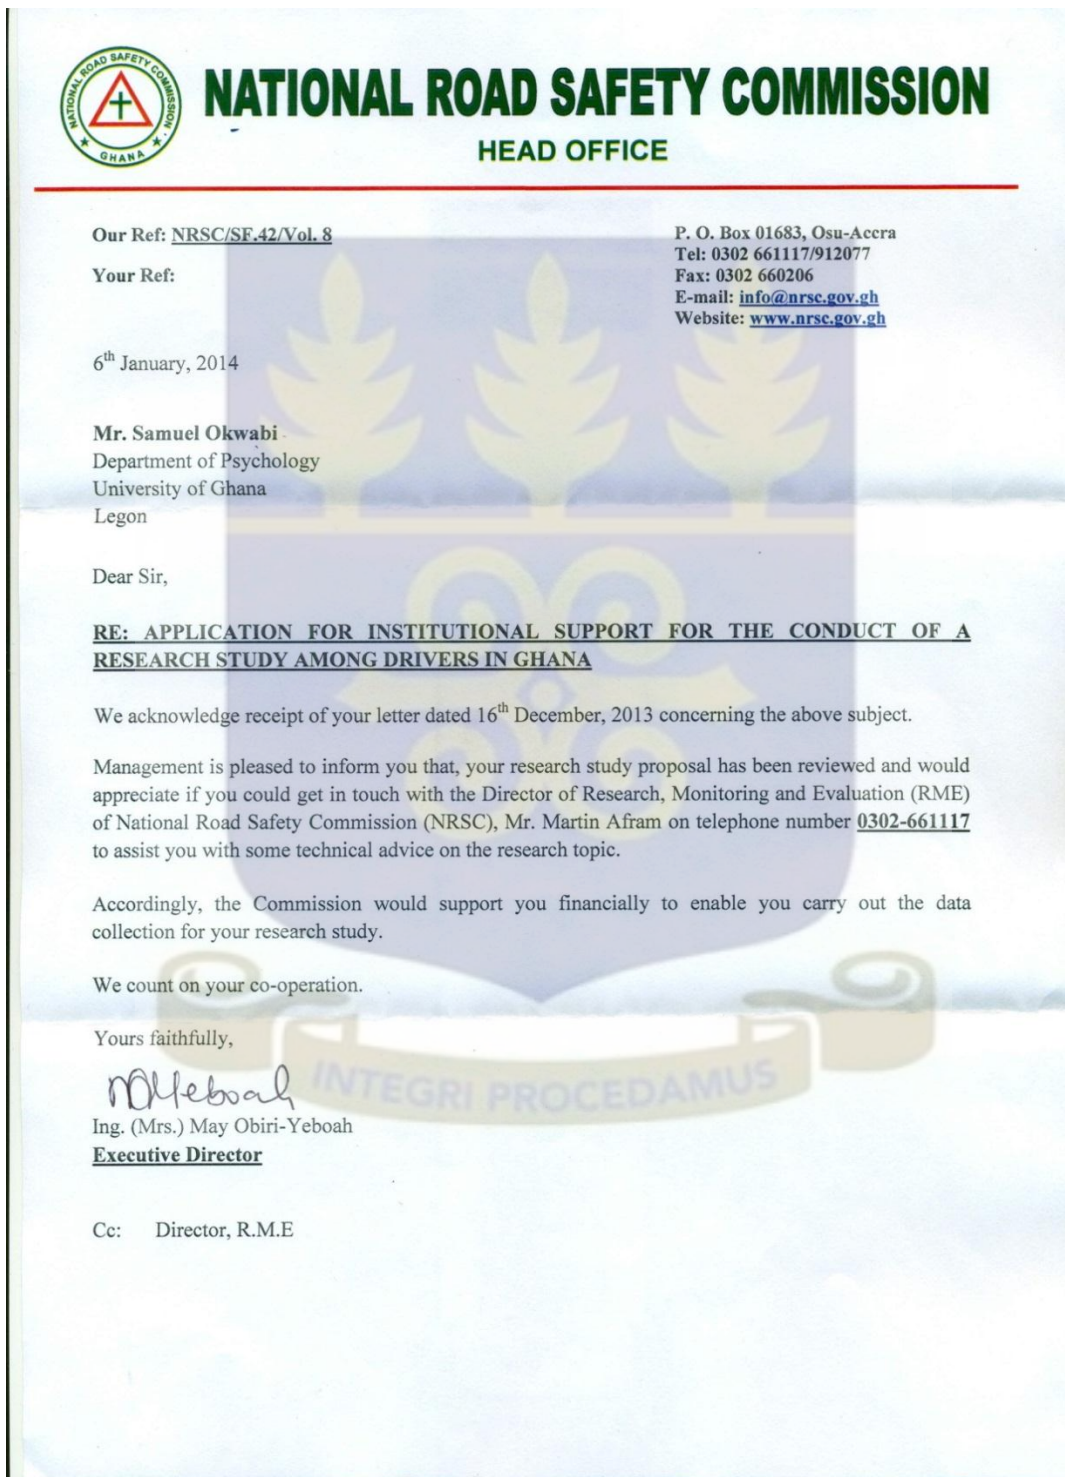 NATIONAL ROAD SAFETY COMMISSION
GHANA
NATIONAL ROAD SAFETY COMMISSION
HEAD OFFICE
Our Ref: NRSC/SF.42/Vol. 8
Your Ref:
P. O. Box 01683, Osu-Accra
Tel: 0302 661117/912077
Fax: 0302 660206
E-mail: info@nrsc.gov.gh
Website: www.nrsc.gov.gh
6th January, 2014
Mr. Samuel Okwabi
Department of Psychology
University of Ghana
Legon
Dear Sir,
RE: APPLICATION FOR INSTITUTIONAL SUPPORT FOR THE CONDUCT OF A
RESEARCH STUDY AMONG DRIVERS IN GHANA
We acknowledge receipt of your letter dated 16th December, 2013 concerning the above subject.
Management is pleased to inform you that, your research study proposal has been reviewed and would
appreciate if you could get in touch with the Director of Research, Monitoring and Evaluation (RME)
of National Road Safety Commission (NRSC), Mr. Martin Afram on telephone number 0302-661117
to assist you with some technical advice on the research topic.
Accordingly, the Commission would support you financially to enable you carry out the data
collection for your research study.
We count on your co-operation.
Yours faithfully,
INTEGRI PROCEDAMUS
Ing. (Mrs.) May Obiri-Yeboah
Executive Director
Cc: Director, R.M.E